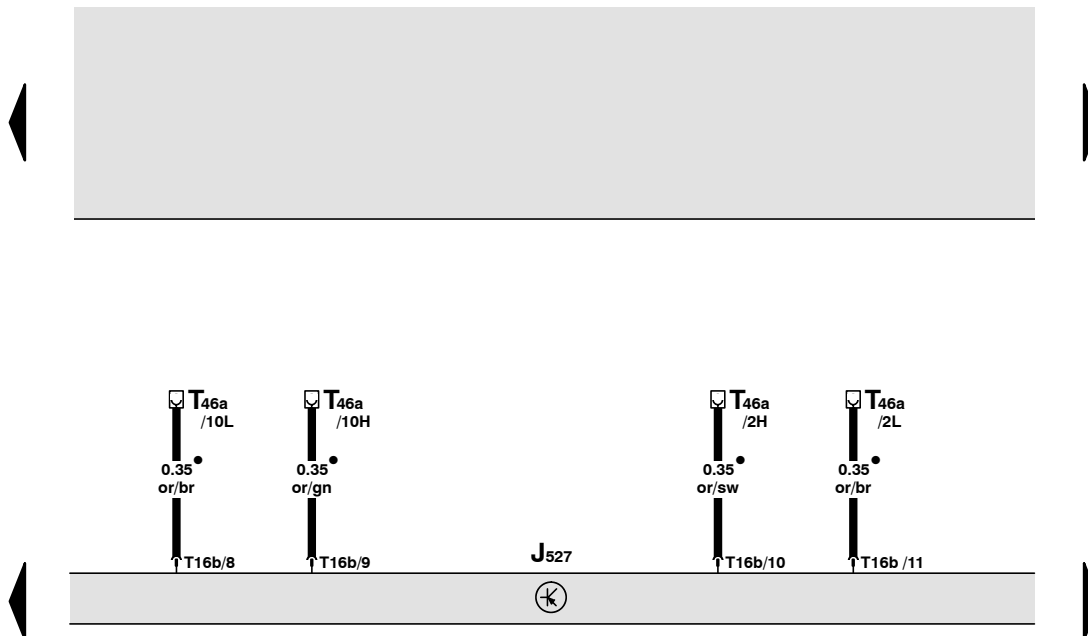 T46a
/10L
T46a
/10H
T46a
/2H
T46a
/2L
0.35
or/br
0.35
or/gn
0.35
or/sw
0.35
or/br
T16b/8
T16b/9
J527
T16b/10
T16b /11